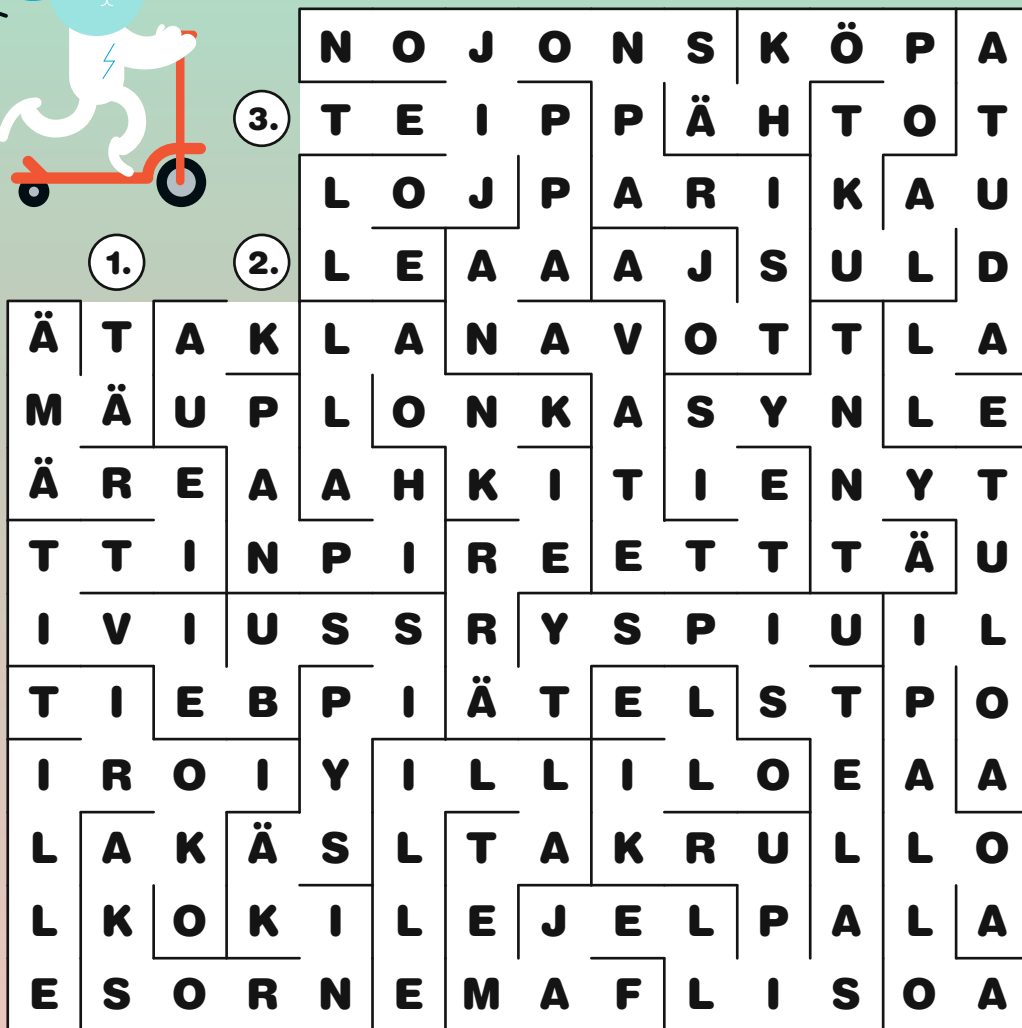 N O J O N S K Ö P A
3. T E I P P Ä H T O T
L O J P A R I K A U
1. 2. L E A A A J S U L D
Ä T A K L A N A V O T T L A
M Ä U P L O N K A S Y N L E
Ä R E A A H K I T I E N Y T
T T I N P I R E E T T T Ä U
I V I U S S R Y S P I U I L
T I E B P I Ä T E L S T P O
I R O I Y I L L I L O E A A
L A K Ä S L T A K R U L L O
L K O K I L E J E L P A L A
E S O R N E M A F L I S O A